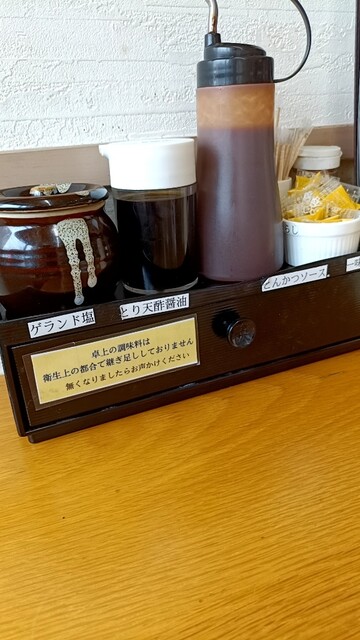 ゲランド塩
とり天酢醤油
とんかつソース
卓上の調味料は
衛生上の都合で継ぎ足ししておりません
無くなりましたらお声かけください